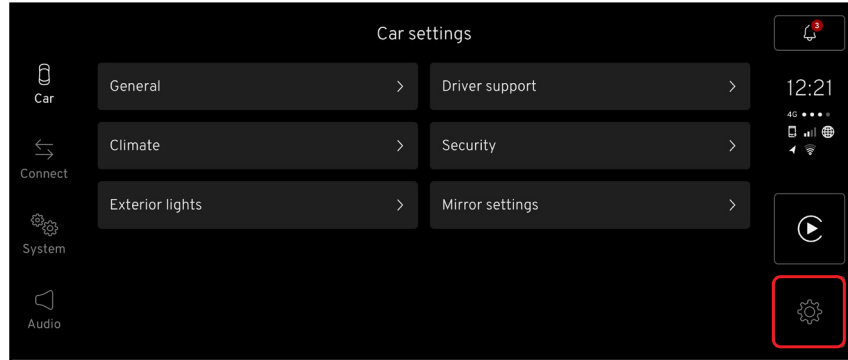 Car settings
3
Car
General
Driver support
12:21
4G
Connect
Climate
Security
System
Exterior lights
Mirror settings
Audio